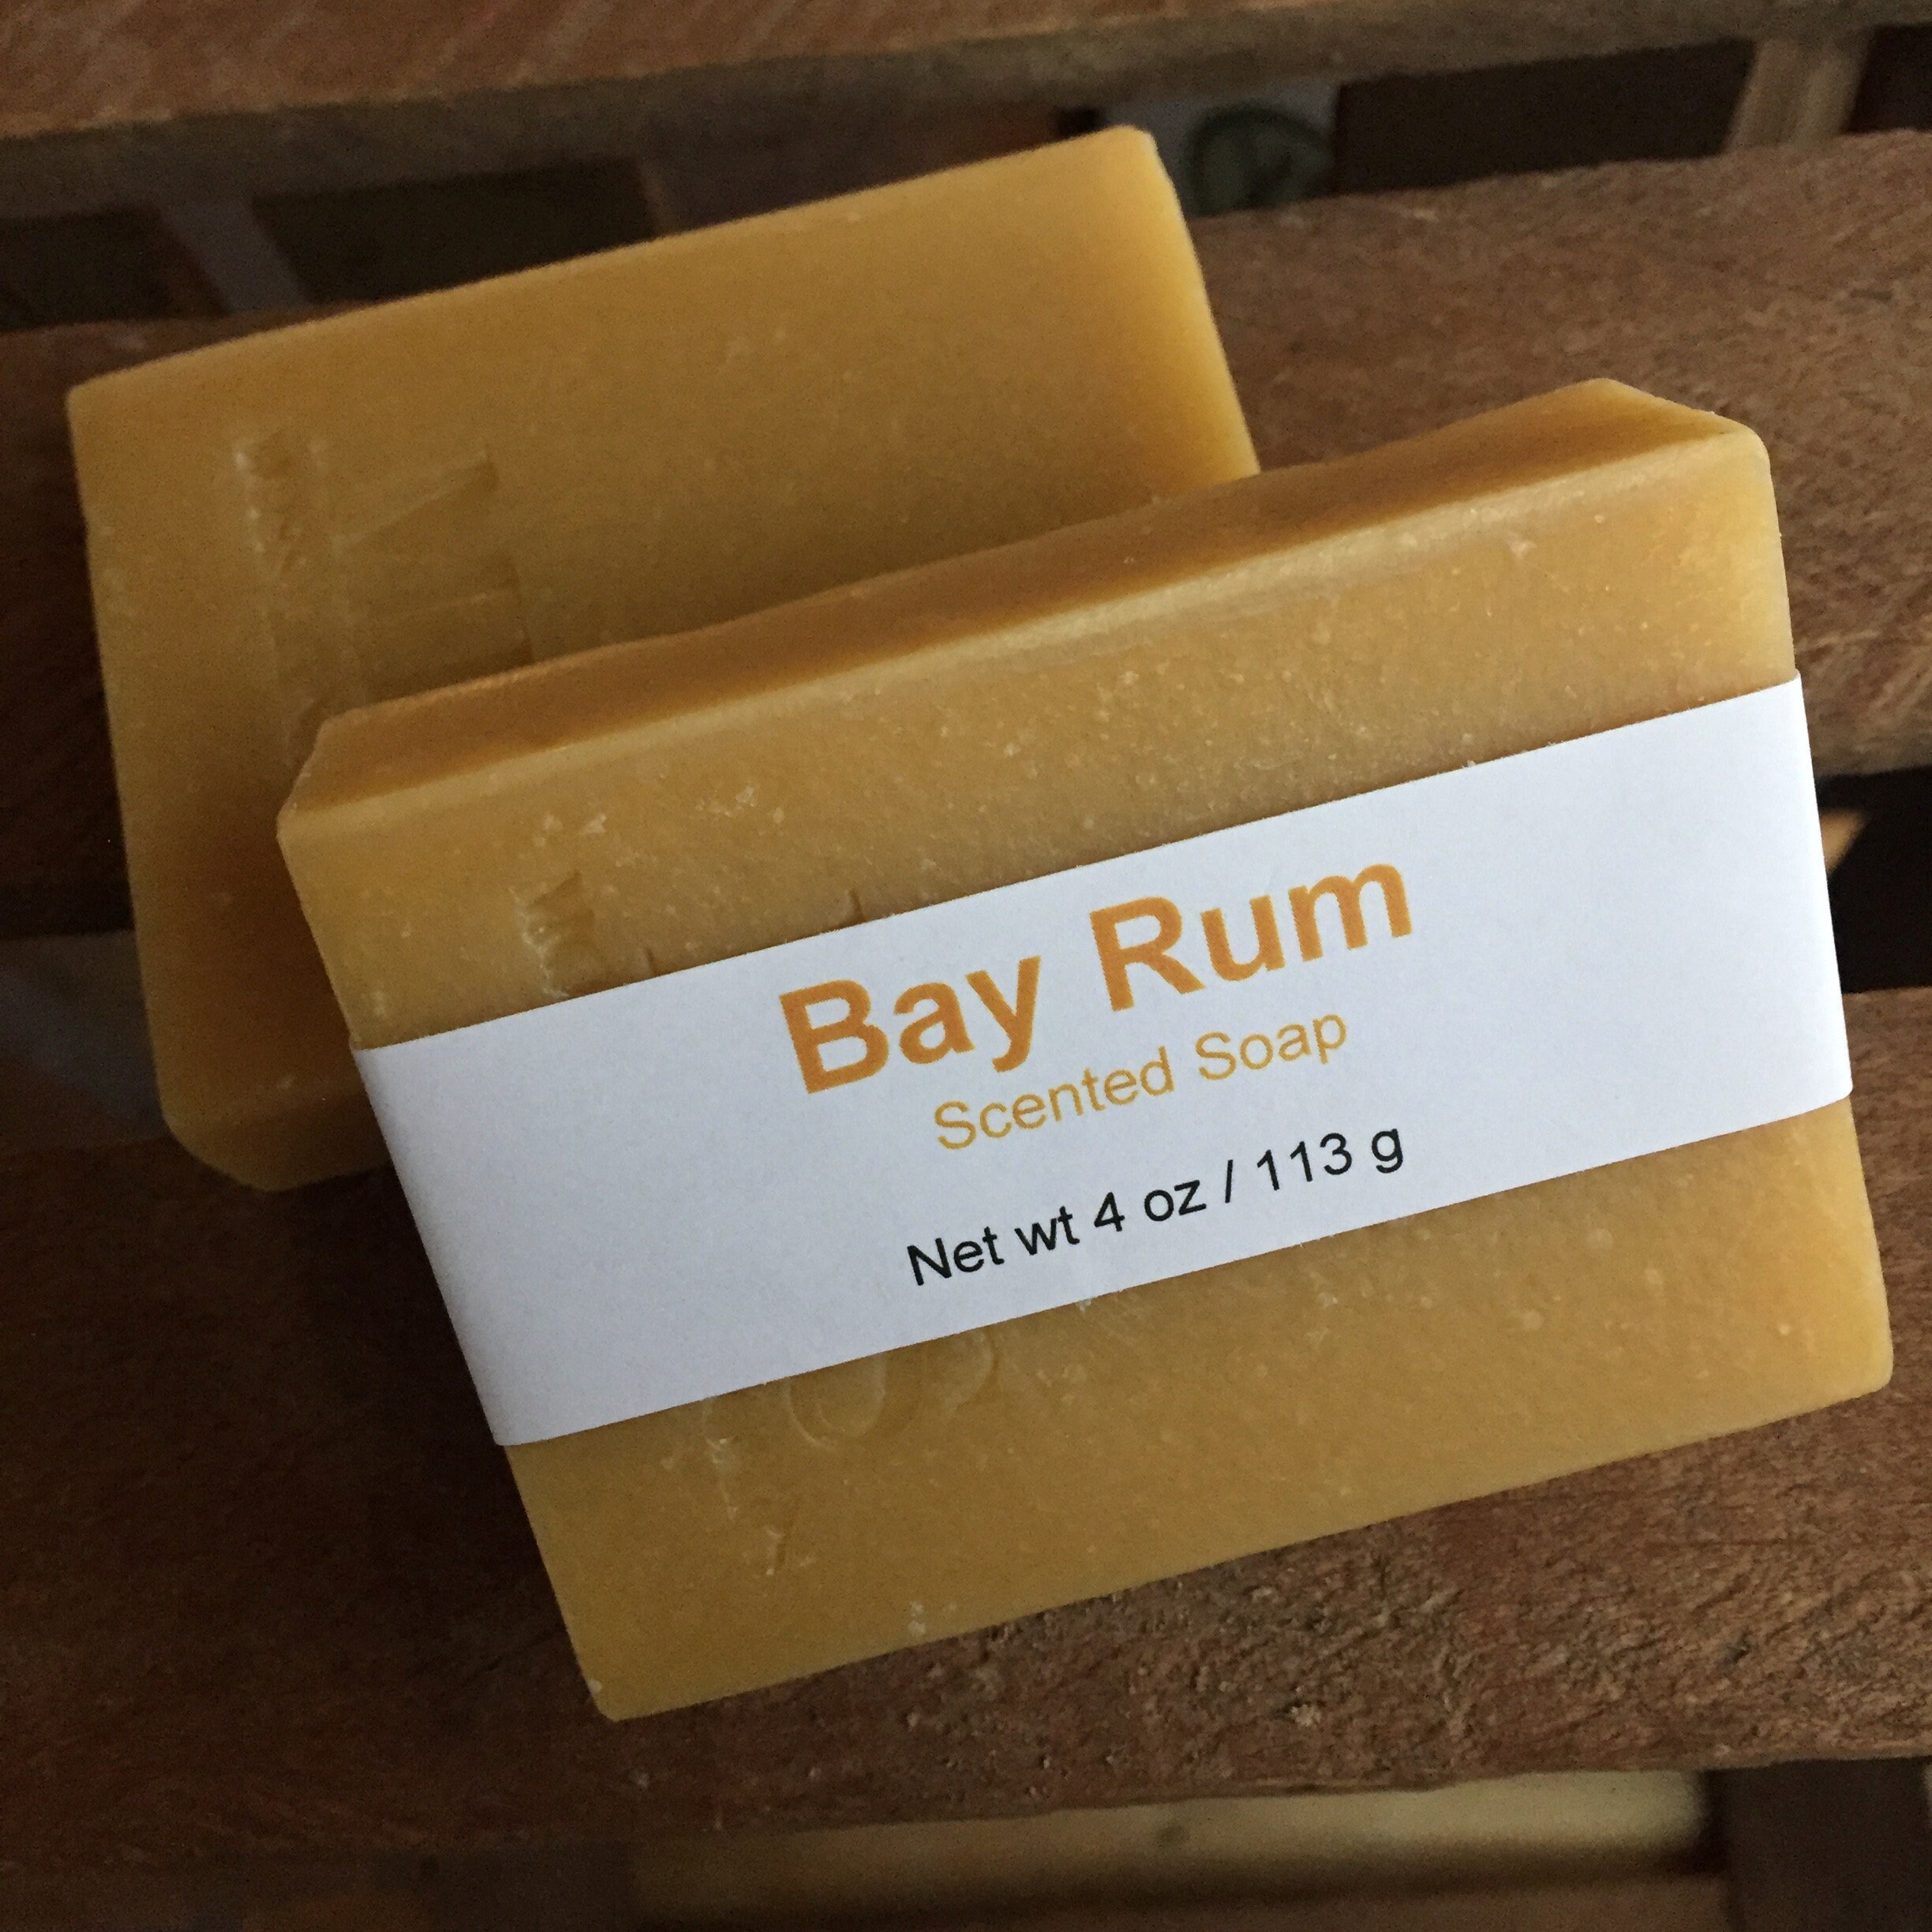 Bay Rum
Scented Soap
Net wt 4 oz / 113 g